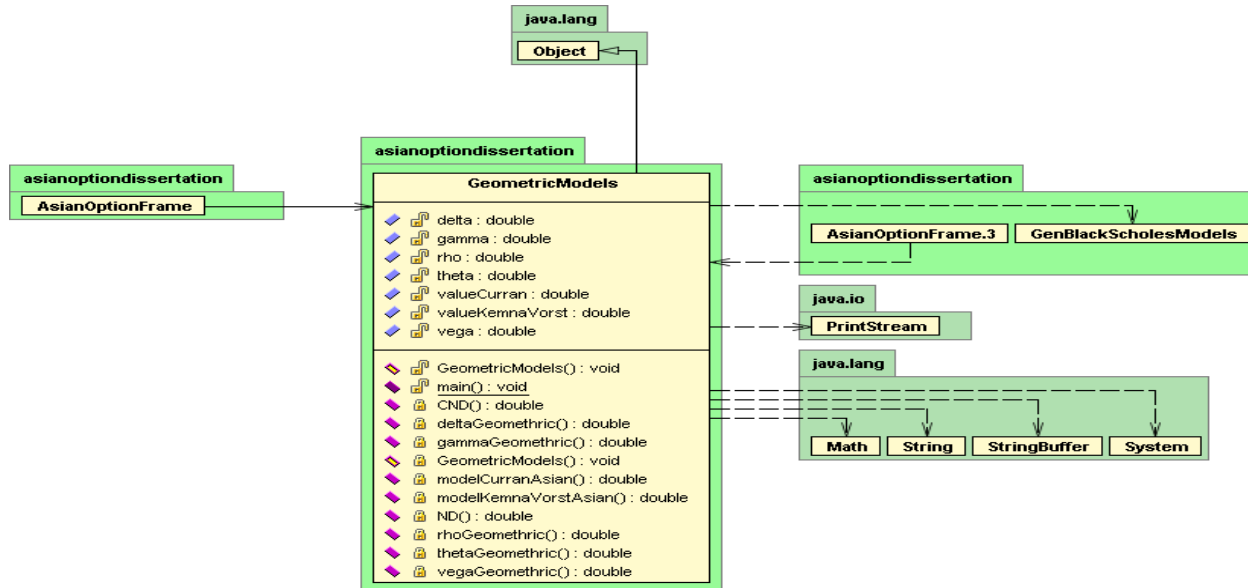 java.lang
Object
asianoptiondissertation
AsianOptionFrame
asianoptiondissertation
GeometricModels
delta : double
gamma : double
rho : double
theta : double
valueCurran : double
valueKemnaVorst : double
vega : double
GeometricModels() : void
main() : void
CND() : double
deltaGeomethric() : double
gammaGeomethric() : double
GeometricModels() : void
modelCurranAsian() : double
modelKemnaVorstAsian() : double
ND() : double
rhoGeomethric() : double
thetaGeomethric() : double
vegaGeomethric() : double
asianoptiondissertation
AsianOptionFrame.3 GenBlackScholesModels
java.io
PrintStream
java.lang
Math String StringBuffer System